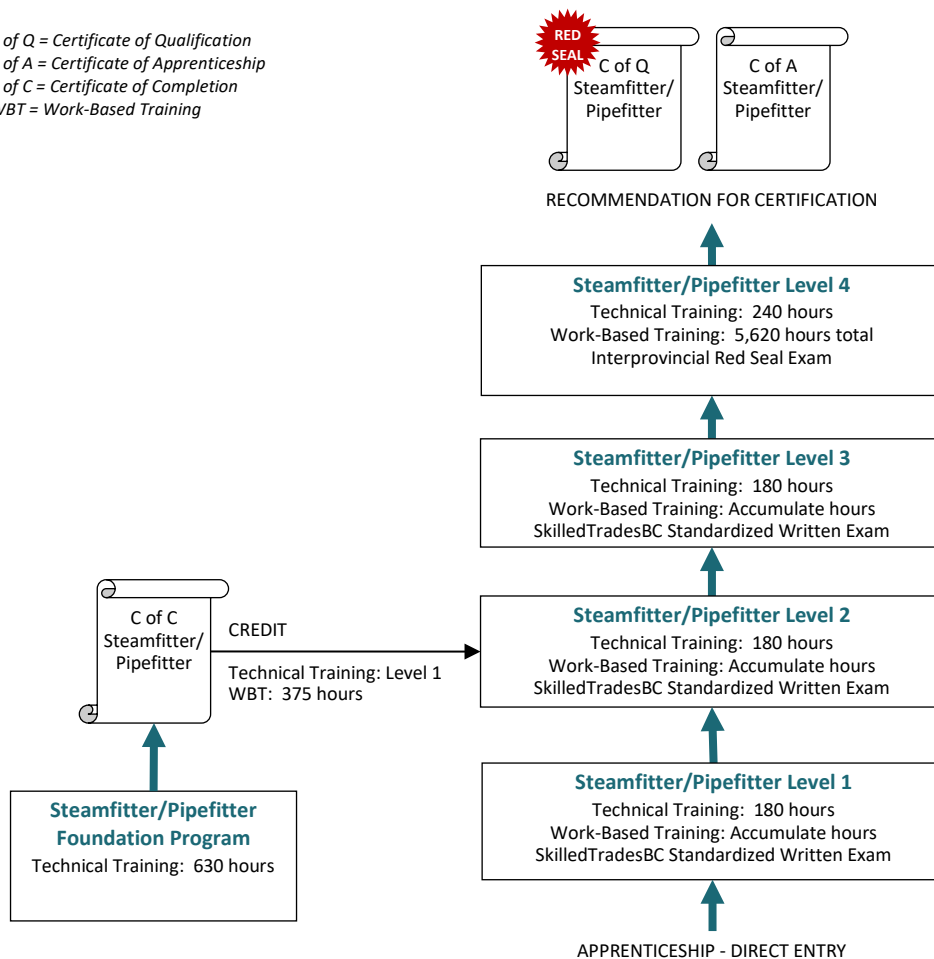 of Q = Certificate of Qualification
of A = Certificate of Apprenticeship
of C = Certificate of Completion
WBT = Work-Based Training
RED
SEAL
C of Q
Steamfitter/
Pipefitter
C of A
Steamfitter/
Pipefitter
RECOMMENDATION FOR CERTIFICATION
Steamfitter/Pipefitter Level 4
Technical Training: 240 hours
Work-Based Training: 5,620 hours total
Interprovincial Red Seal Exam
Steamfitter/Pipefitter Level 3
Technical Training: 180 hours
Work-Based Training: Accumulate hours
SkilledTradesBC Standardized Written Exam
C of C
Steamfitter/
Pipefitter
CREDIT
Technical Training: Level 1
WBT: 375 hours
Steamfitter/Pipefitter Level 2
Technical Training: 180 hours
Work-Based Training: Accumulate hours
SkilledTradesBC Standardized Written Exam
Steamfitter/Pipefitter
Foundation Program
Technical Training: 630 hours
Steamfitter/Pipefitter Level 1
Technical Training: 180 hours
Work-Based Training: Accumulate hours
SkilledTradesBC Standardized Written Exam
APPRENTICESHIP - DIRECT ENTRY